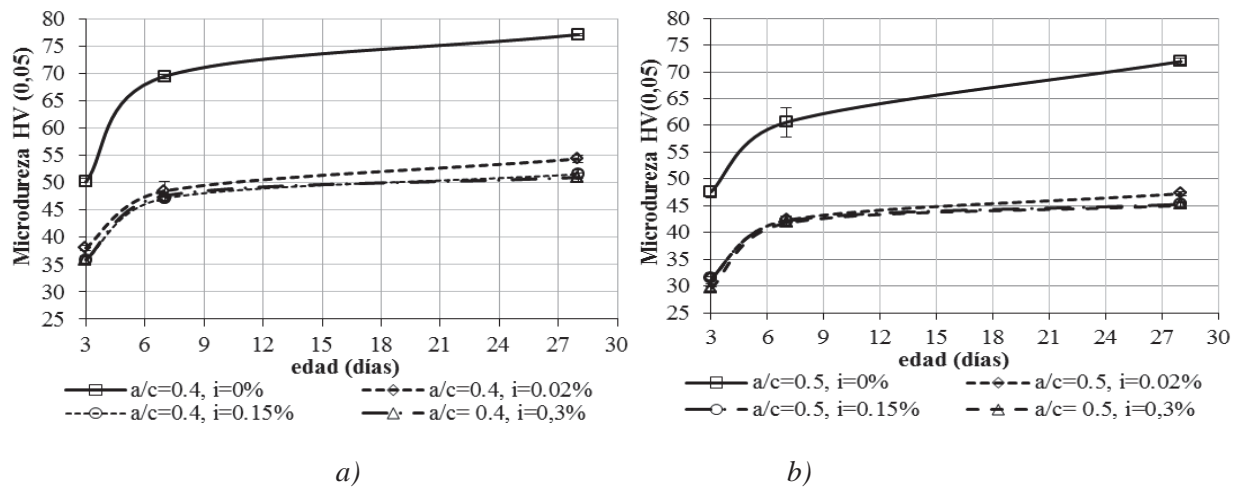 Microdureza HV (0,05)
80
75
70
65
60
55
50
45
40
35
30
25
3 6 9 12 15 18 21 24 27 30
edad (días)
a/c=0.4, i=0% a/c=0.4, i=0.02%
a/c=0.4, i=0.15% a/c= 0.4, i=0,3%
a)
Microdureza HV(0,05)
80
75
70
65
60
55
50
45
40
35
30
25
3 6 9 12 15 18 21 24 27 30
edad (días)
a/c=0.5, i=0% a/c=0.5, i=0.02%
a/c=0.5, i=0.15% a/c= 0.5, i=0,3%
b)